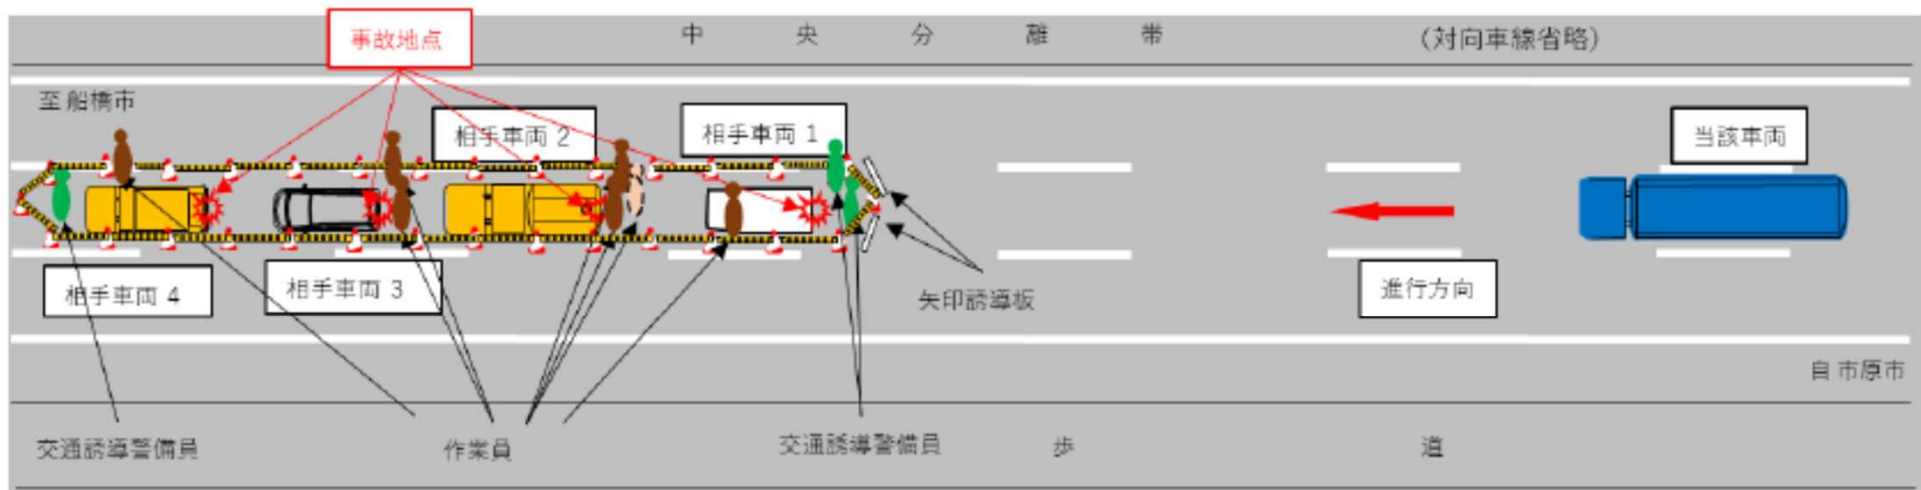 事故地点
中央分離帯
(対向車線省略)
至 船橋市
相手車両 2
相手車両 1
当該車両
相手車両 4
相手車両 3
矢印誘導板
進行方向
自 市原市
交通誘導警備員
作業員
交通誘導警備員
歩道